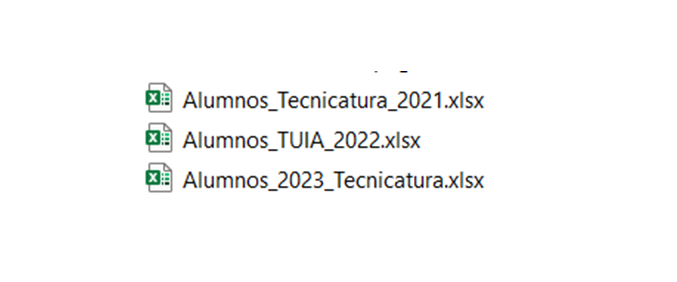 Alumnos_Tecnicatura_2021.xlsx
Alumnos_TUIA_2022.xlsx
Alumnos_2023_Tecnicatura.xlsx